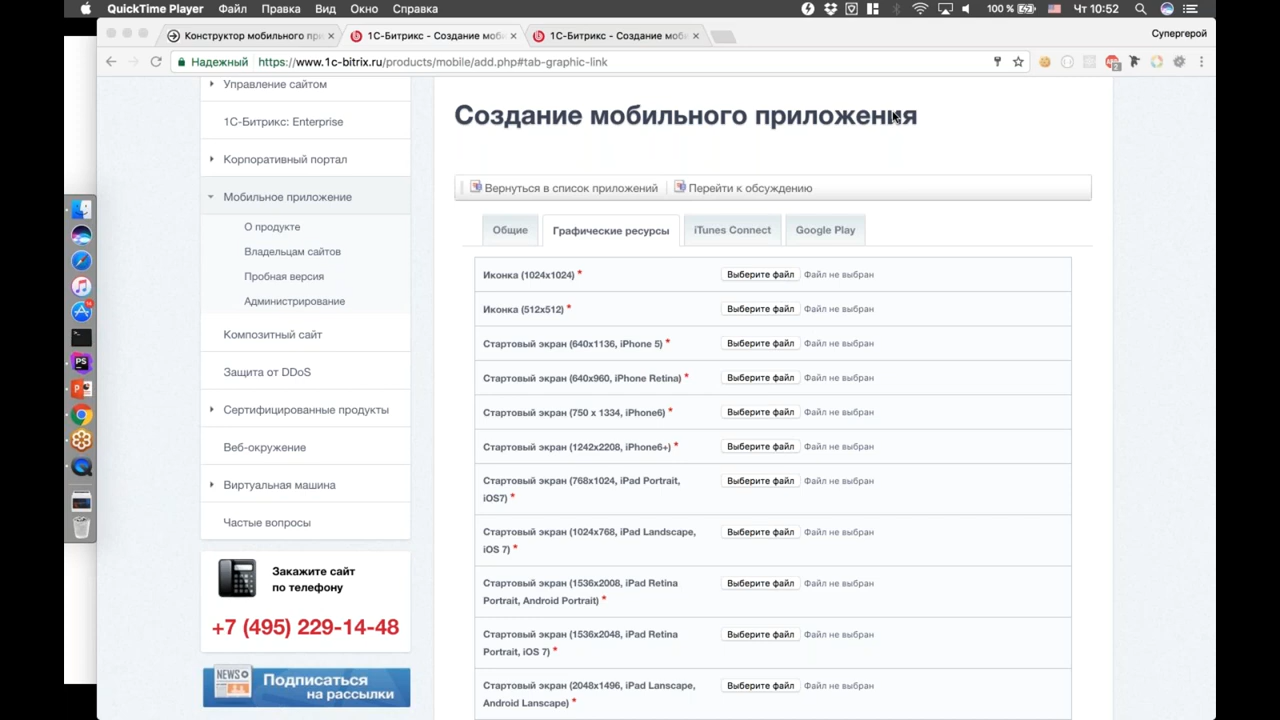 QuickTime Player Файл Правка Вид Окно Справка
100 % Чт 10:52
Конструктор мобильного при
1С-Битрикс - Создание моби
1С-Битрикс - Создание моби
Супергерой
Надежный https://www.1c-bitrix.ru/products/mobile/add.php#tab-graphic-link
2
Управление сайтом
1С-Битрикс: Enterprise
Корпоративный портал
Мобильное приложение
О продукте
Владельцам сайтов
Пробная версия
Администрирование
Композитный сайт
Защита от DDoS
Сертифицированные продукты
Веб-окружение
Виртуальная машина
Частые вопросы
Закажите сайт
по телефону
+7 (495) 229-14-48
NEWS
Подписаться
на рассылки
Создание мобильного приложения
Вернуться в список приложений
Перейти к обсуждению
Общие Графические ресурсы iTunes Connect Google Play
Иконка (1024x1024) * Выберите файл Файл не выбран
Иконка (512x512) * Выберите файл Файл не выбран
Стартовый экран (640x1136, iPhone 5) * Выберите файл Файл не выбран
Стартовый экран (640x960, iPhone Retina) * Выберите файл Файл не выбран
Стартовый экран (750 x 1334, iPhone6) * Выберите файл Файл не выбран
Стартовый экран (1242x2208, iPhone6+) * Выберите файл Файл не выбран
Стартовый экран (768x1024, iPad Portrait, Выберите файл Файл не выбран
iOS7) *
Стартовый экран (1024x768, iPad Landscape, Выберите файл Файл не выбран
iOS 7) *
Стартовый экран (1536x2008, iPad Retina Выберите файл Файл не выбран
Portrait, Android Portrait) *
Стартовый экран (1536x2048, iPad Retina Выберите файл Файл не выбран
Portrait, iOS 7) *
Стартовый экран (2048x1496, iPad Lanscape, Выберите файл Файл не выбран
Android Lanscape) *
PS